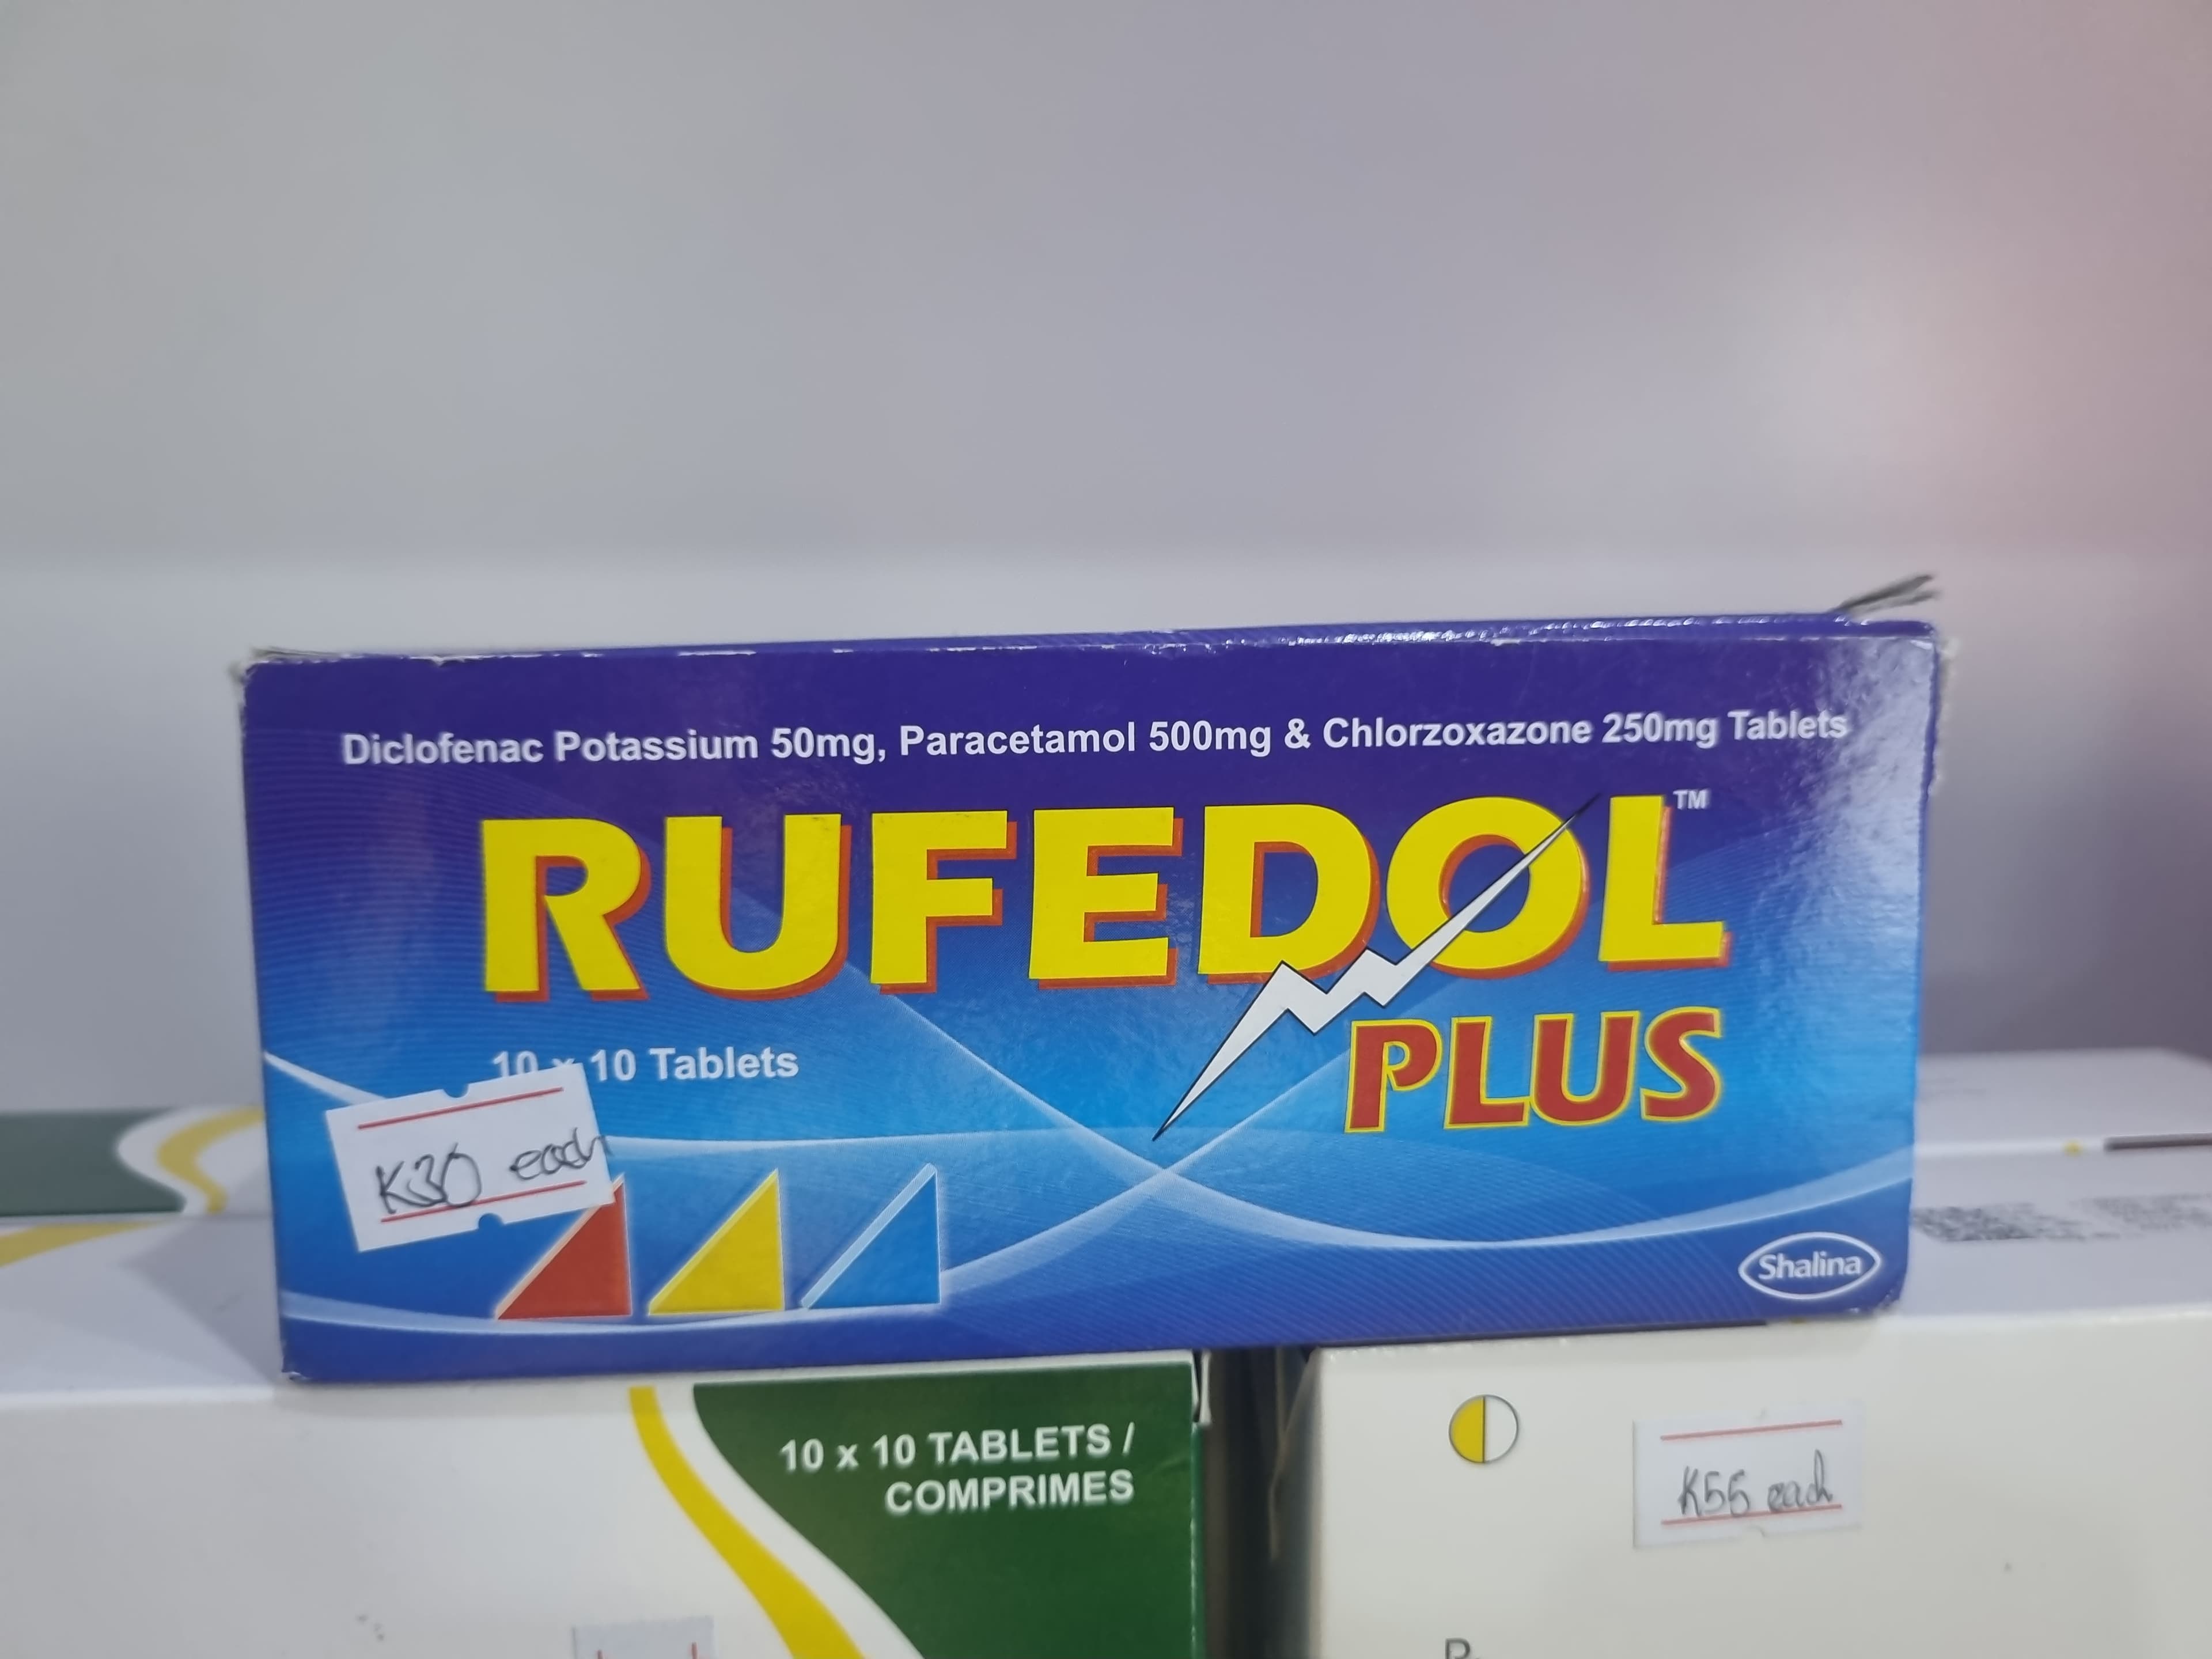 Diclofenac Potassium 50mg, Paracetamol 500mg & Chlorzoxazone 250mg Tablets
RUFEDOL™
PLUS
10 x 10 Tablets
K30 each
Shalina
10 x 10 TABLETS /
COMPRIMES
K55 each